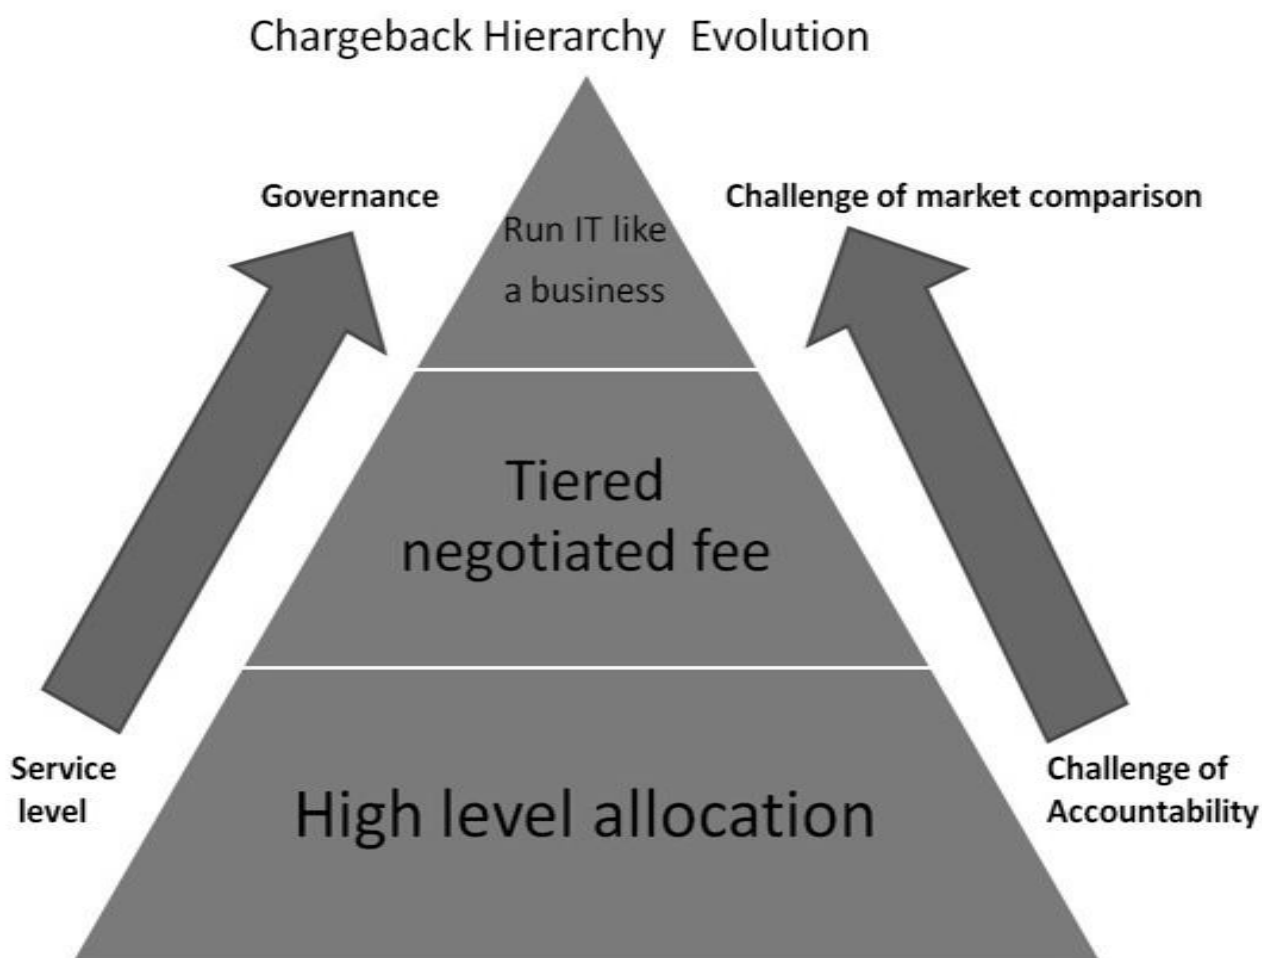 Chargeback Hierarchy Evolution
Governance
Challenge of market comparison
Run IT like
a business
Tiered
negotiated fee
Service
level
High level allocation
Challenge of
Accountability